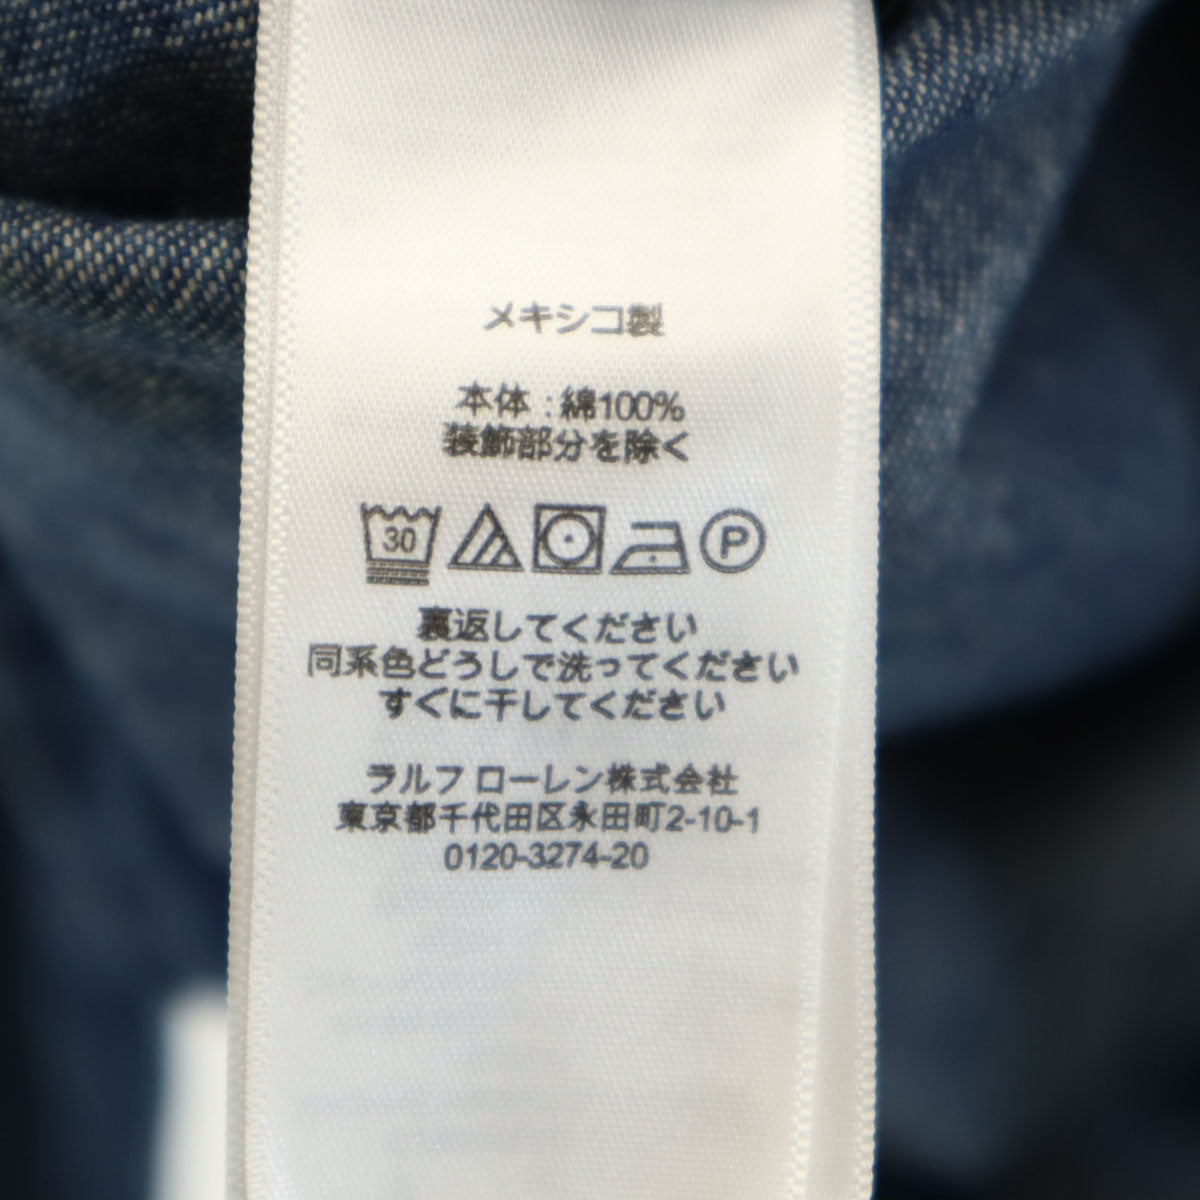 メキシコ製
本体 : 綿100%
装飾部分を除く
30 P
裏返してください
同系色どうしで洗ってください
すぐに干してください
ラルフ ローレン株式会社
東京都千代田区永田町2-10-1
0120-3274-20